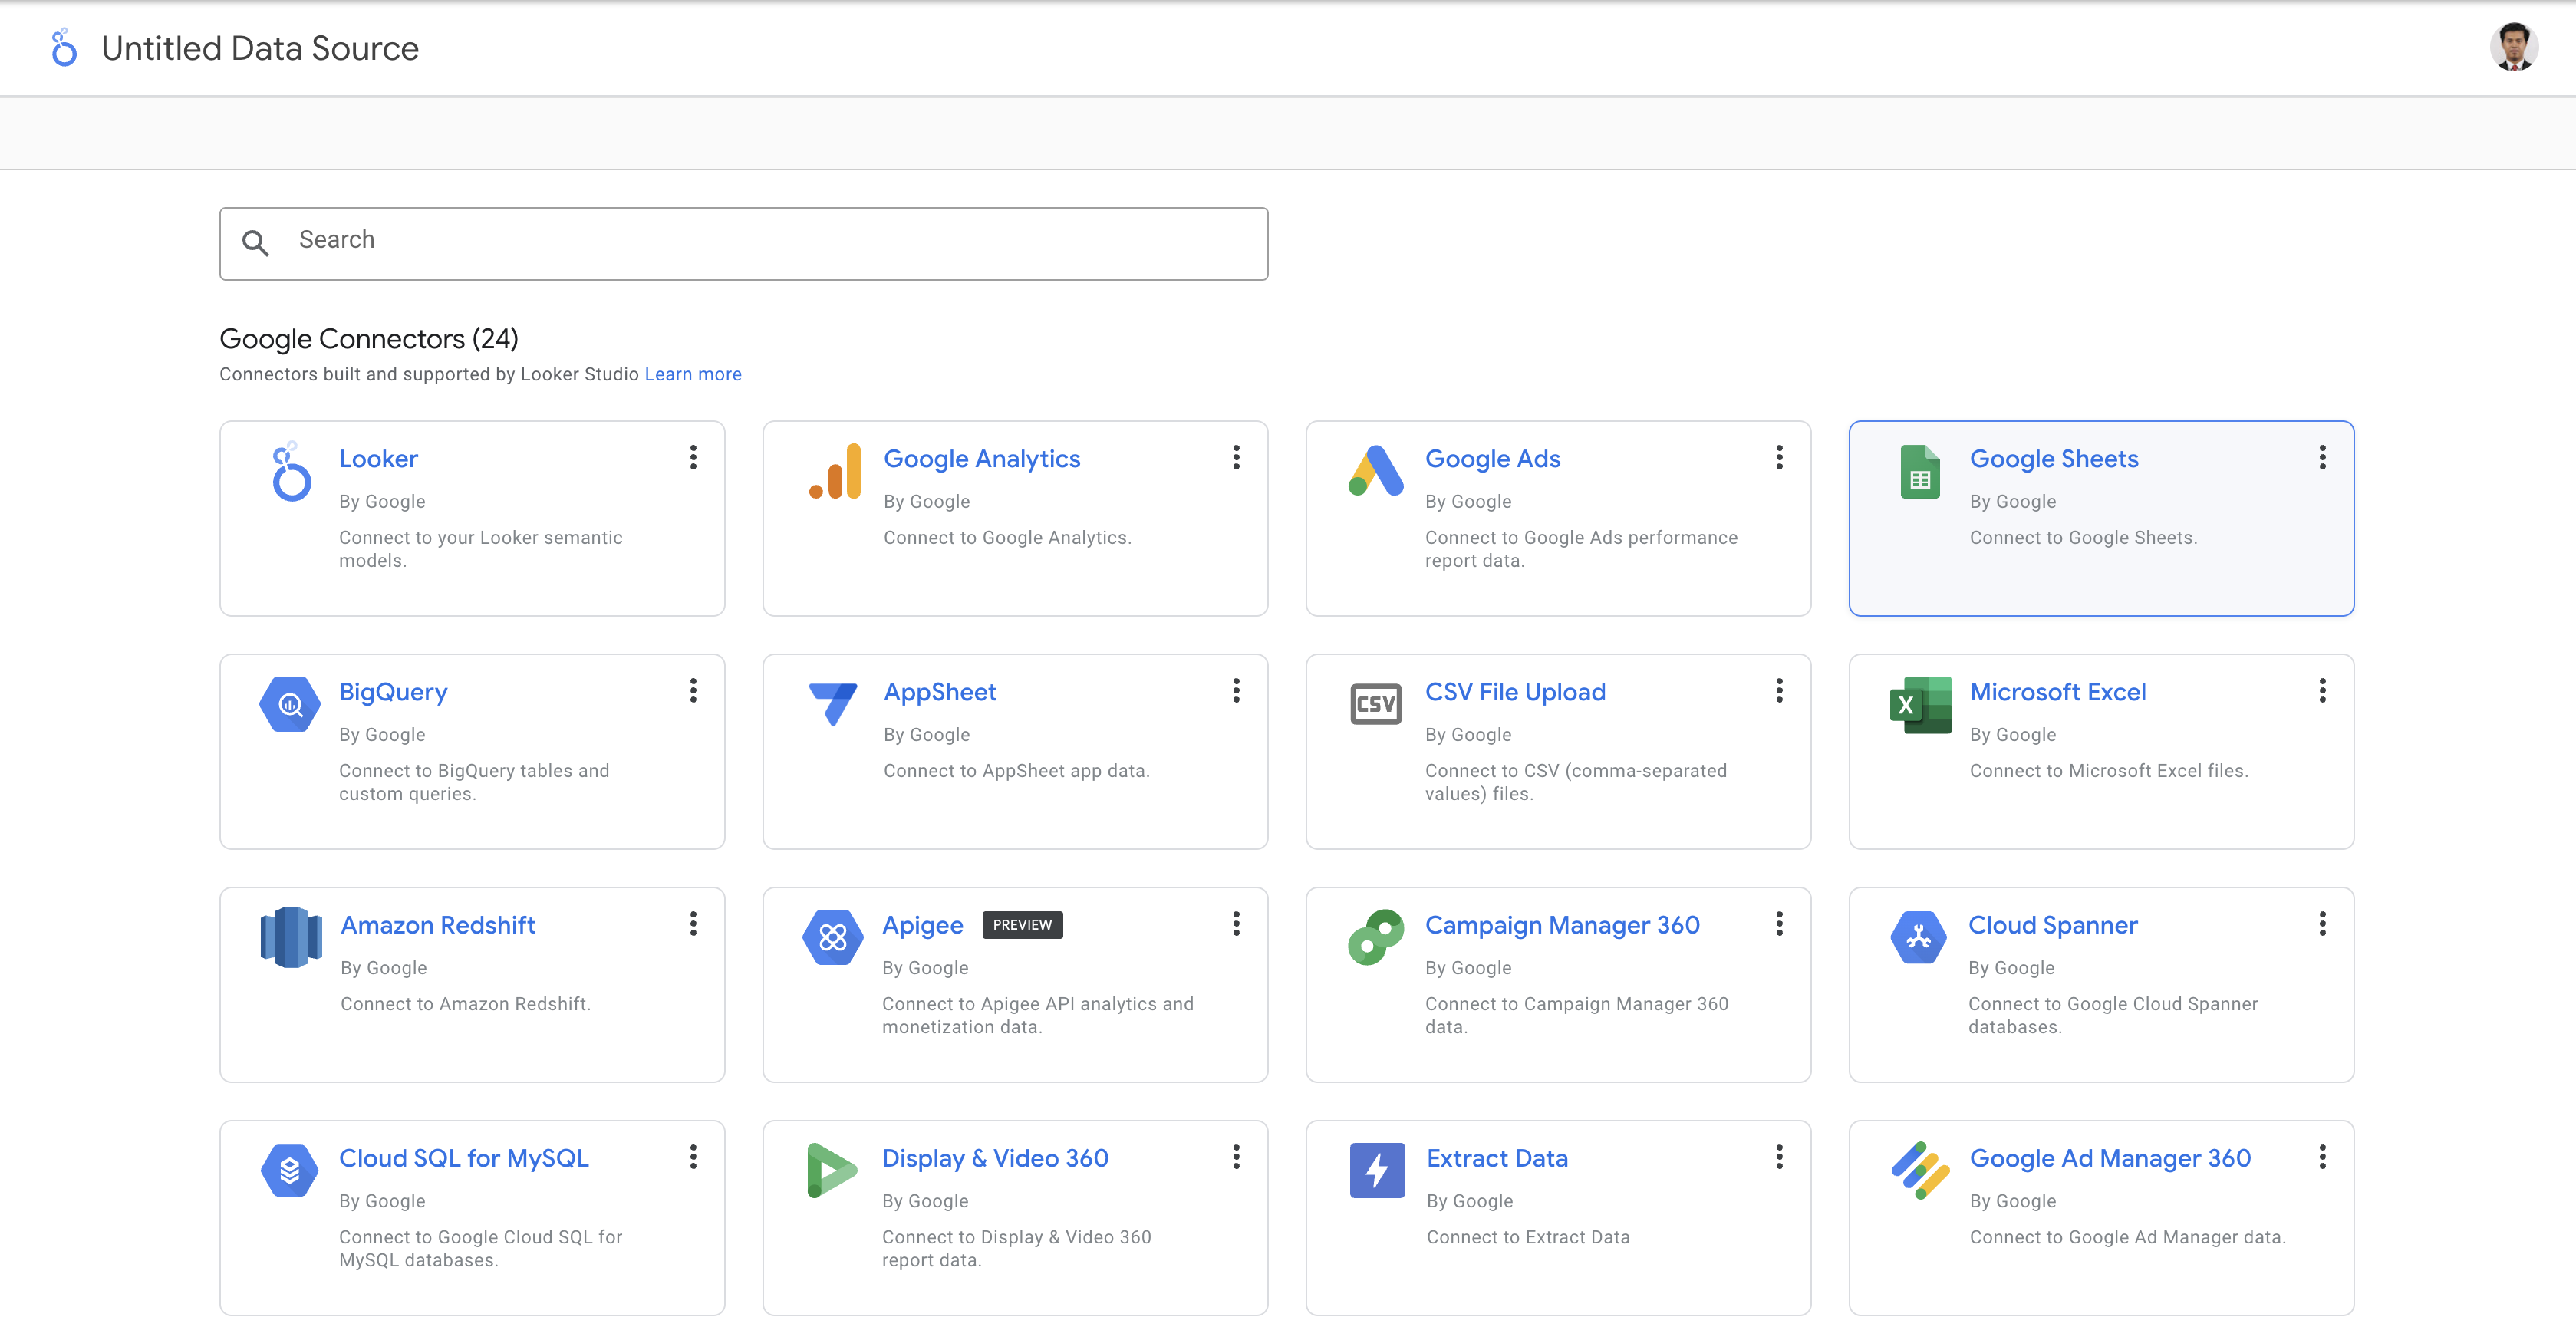 Untitled Data Source
Search
Google Connectors (24)
Connectors built and supported by Looker Studio Learn more
Looker
By Google
Connect to your Looker semantic
models.
Google Analytics
By Google
Connect to Google Analytics.
Google Ads
By Google
Connect to Google Ads performance
report data.
Google Sheets
By Google
Connect to Google Sheets.
BigQuery
By Google
Connect to BigQuery tables and
custom queries.
AppSheet
By Google
Connect to AppSheet app data.
CSV
CSV File Upload
By Google
Connect to CSV (comma-separated
values) files.
X
Microsoft Excel
By Google
Connect to Microsoft Excel files.
Amazon Redshift
By Google
Connect to Amazon Redshift.
Apigee PREVIEW
By Google
Connect to Apigee API analytics and
monetization data.
Campaign Manager 360
By Google
Connect to Campaign Manager 360
data.
Cloud Spanner
By Google
Connect to Google Cloud Spanner
databases.
Cloud SQL for MySQL
By Google
Connect to Google Cloud SQL for
MySQL databases.
Display & Video 360
By Google
Connect to Display & Video 360
report data.
Extract Data
By Google
Connect to Extract Data
Google Ad Manager 360
By Google
Connect to Google Ad Manager data.